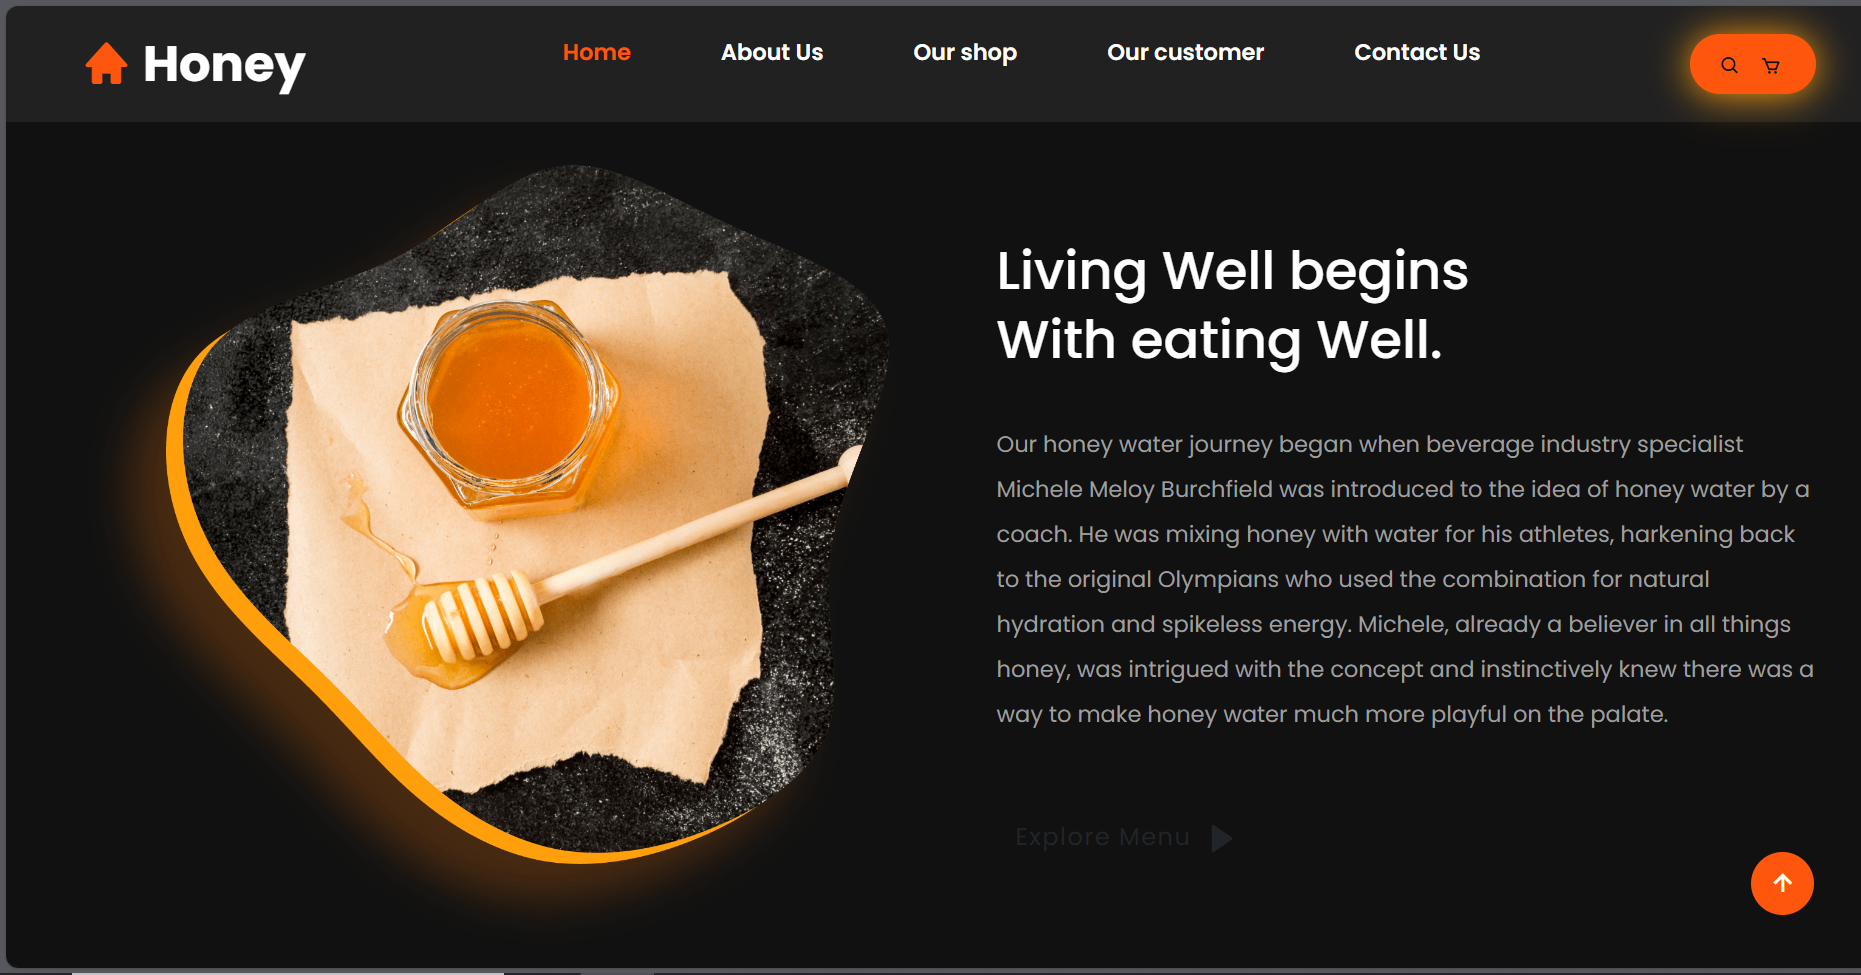 Honey
Home
About Us
Our shop
Our customer
Contact Us
Living Well begins
With eating Well.
Our honey water journey began when beverage industry specialist
Michele Meloy Burchfield was introduced to the idea of honey water by a
coach. He was mixing honey with water for his athletes, harkening back
to the original Olympians who used the combination for natural
hydration and spikeless energy. Michele, already a believer in all things
honey, was intrigued with the concept and instinctively knew there was a
way to make honey water much more playful on the palate.
Explore Menu